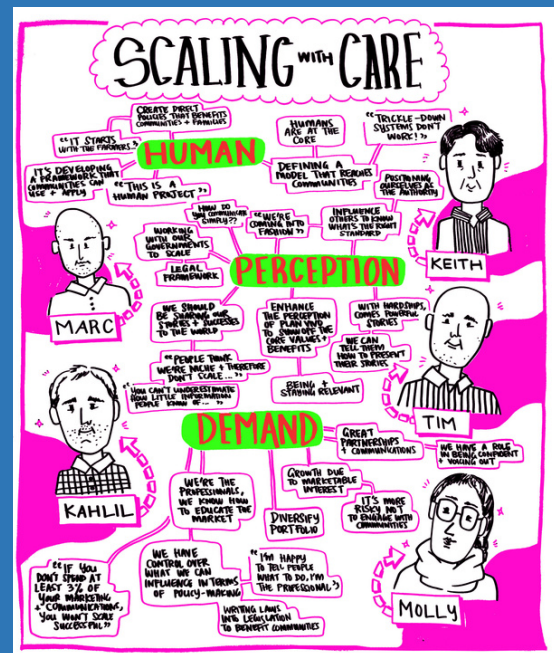 SCALING WITH CARE
CREATE DIRECT
POLICIES THAT BENEFITS
COMMUNITIES + FAMILIES
HUMANS
ARE AT THE
CORE
"TRICKLE-DOWN
SYSTEMS DON'T
WORK!"
"IT STARTS
WITH THE FARMERS..."
HUMAN
IT'S DEVELOPING
A FRAMEWORK THAT
COMMUNITIES CAN
USE + APPLY
"THIS IS A
HUMAN PROJECT"
DEFINING A
MODEL THAT REACHES
COMMUNITIES
POSITIONING
OURSELVES AS
THE AUTHORITY
KEITH
HOW DO
YOU COMMUNICATE
SIMPLY??
"WE'RE
COMING INTO
FASHION"
INFLUENCE
OTHERS TO KNOW
WHAT'S THE RIGHT
STANDARD
WORKING
WITH OUR
GOVERNMENTS
TO SCALE
LEGAL
FRAMEWORK
PERCEPTION
MARC
WE SHOULD
BE SHARING OUR
STORIES + SUCCESSES
TO THE WORLD
ENHANCE
THE PERCEPTION
OF PLAN VIVO
TO SHOW OFF THE
CORE VALUES +
BENEFITS
WITH HARDSHIPS,
COMES POWERFUL
STORIES
WE CAN
TELL THEM
HOW TO PRESENT
THEIR STORIES
"PEOPLE THINK
WE'RE NICHE + THEREFORE
DON'T SCALE..."
BEING +
STAYING RELEVANT
"YOU CAN'T UNDERESTIMATE
HOW LITTLE INFORMATION
PEOPLE KNOW OF..."
TIM
DEMAND
GREAT
PARTNERSHIPS
+ COMMUNICATIONS
WE HAVE A ROLE
IN BEING CONFIDENT
+ VOICING OUT
KAHLIL
WE'RE THE
PROFESSIONALS,
WE KNOW HOW
TO EDUCATE THE
MARKET
DIVERSIFY
PORTFOLIO
GROWTH DUE
TO MARKETABLE
INTEREST
IT'S MORE
RISKY NOT
TO ENGAGE WITH
COMMUNITIES
"IF YOU
DON'T SPEND AT
LEAST 3% OF
YOUR MARKETING
+ COMMUNICATIONS,
YOU WON'T SCALE
SUCCESSFUL"
WE HAVE
CONTROL OVER
WHAT WE CAN
INFLUENCE IN TERMS
OF POLICY-MAKING
"I'M HAPPY
TO TELL PEOPLE
WHAT TO DO, I'M
THE PROFESSIONAL"
WRITING LAWS
INTO LEGISLATION
TO BENEFIT COMMUNITIES
MOLLY